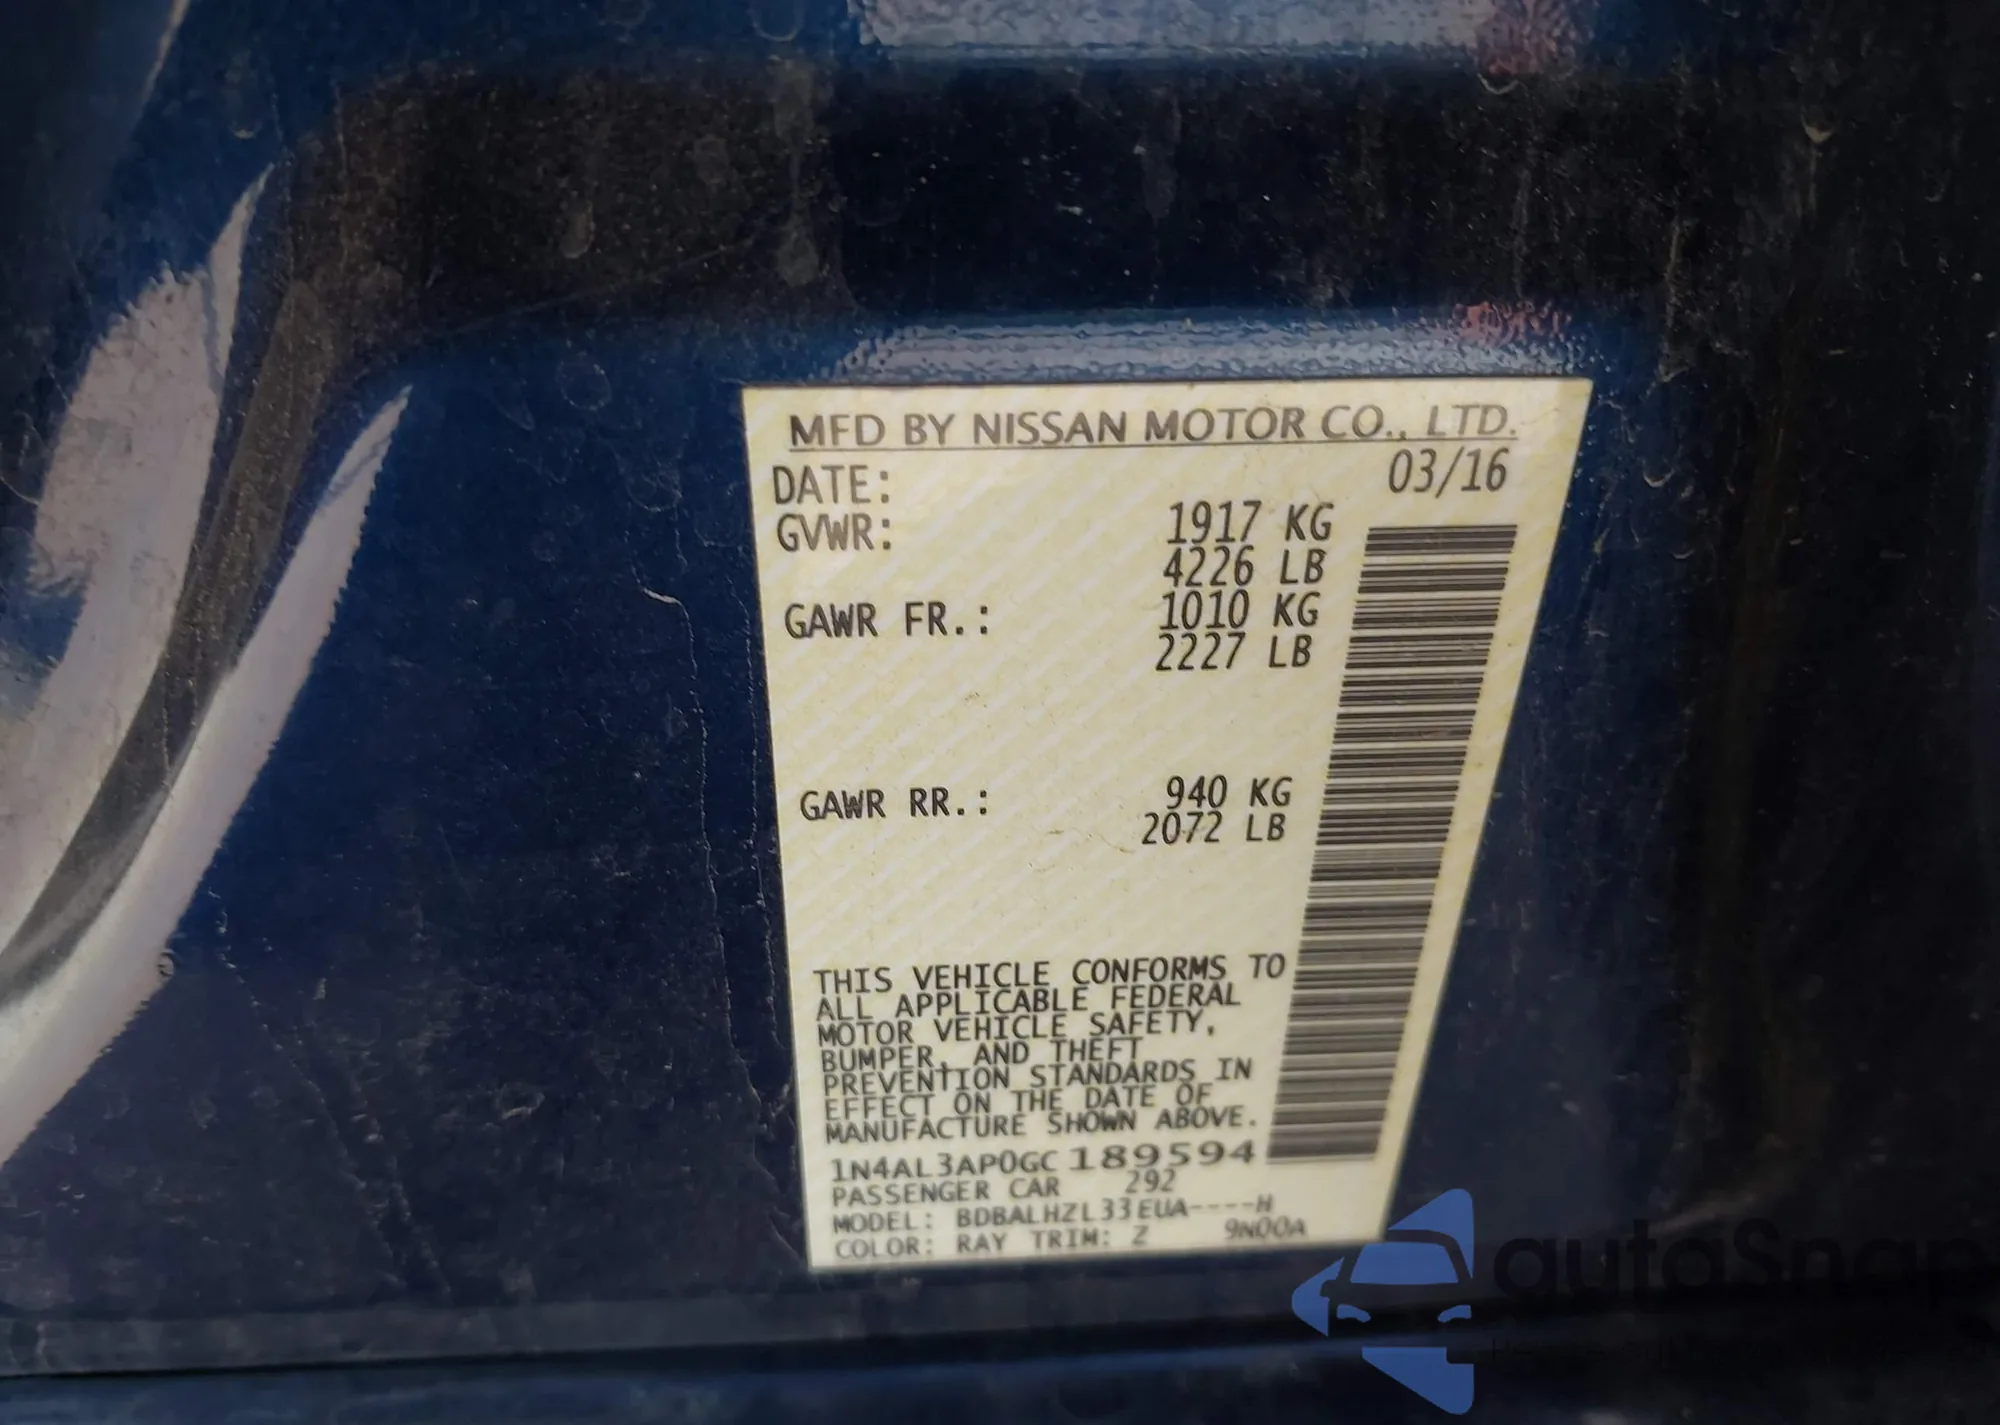 MFD BY NISSAN MOTOR CO., LTD.
DATE: 03/16
GVWR: 1917 KG
4226 LB
GAWR FR.: 1010 KG
2227 LB
GAWR RR.: 940 KG
2072 LB
THIS VEHICLE CONFORMS TO
ALL APPLICABLE FEDERAL
MOTOR VEHICLE SAFETY,
BUMPER, AND THEFT
PREVENTION STANDARDS IN
EFFECT ON THE DATE OF
MANUFACTURE SHOWN ABOVE.
1N4AL3AP0GC189594
PASSENGER CAR 292
MODEL: BDBALHZL33EUA----H
COLOR: RAY TRIM: Z 9N00A
autoSnap